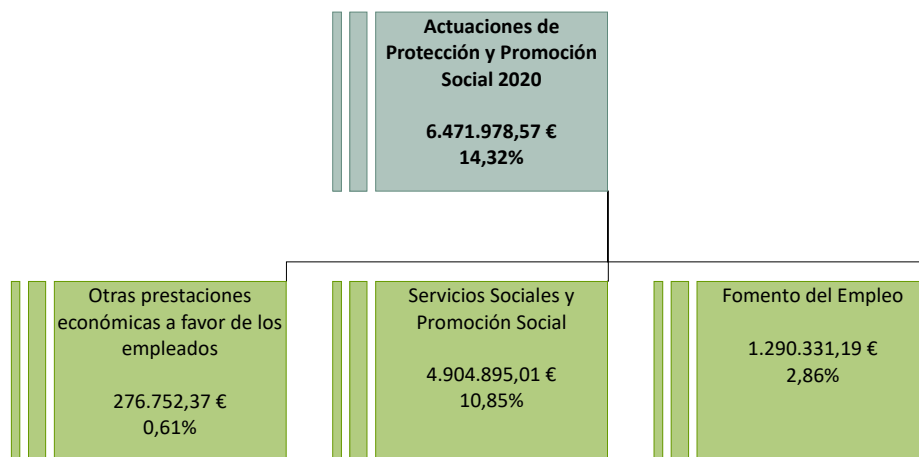 Actuaciones de
Protección y Promoción
Social 2020
6.471.978,57 €
14,32%
Otras prestaciones
económicas a favor de los
empleados
276.752,37 €
0,61%
Servicios Sociales y
Promoción Social
4.904.895,01 €
10,85%
Fomento del Empleo
1.290.331,19 €
2,86%